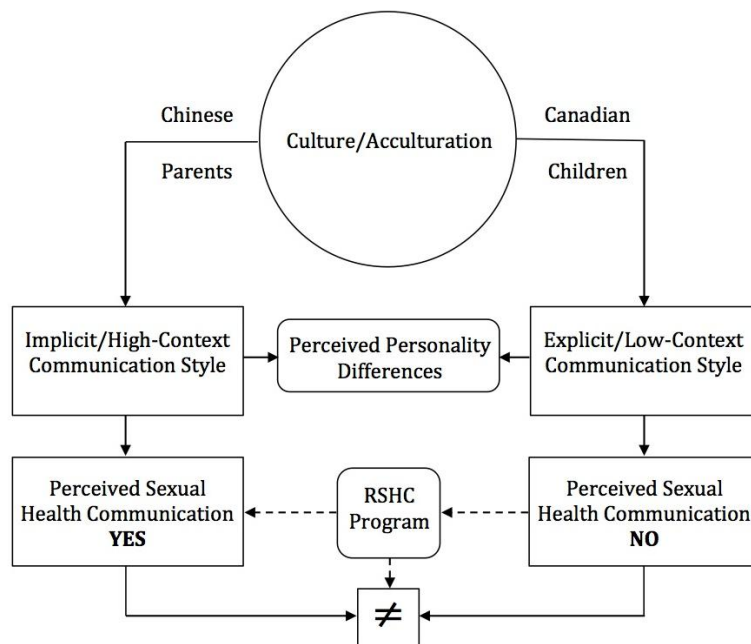 Chinese
Canadian
Culture/Acculturation
Parents
Children
Implicit/High-Context
Communication Style
Perceived Personality
Differences
Explicit/Low-Context
Communication Style
Perceived Sexual
Health Communication
YES
RSHC
Program
Perceived Sexual
Health Communication
NO
≠